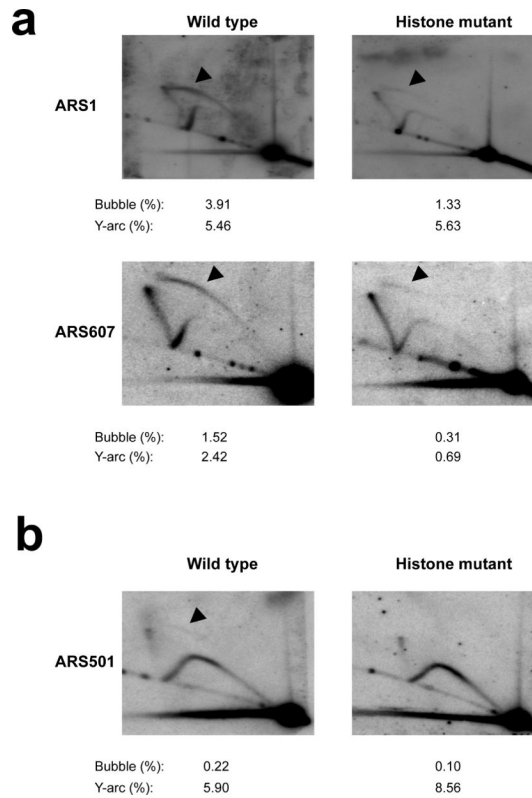 a
Wild type Histone mutant
ARS1
Bubble (%): 3.91 1.33
Y-arc (%): 5.46 5.63
ARS607
Bubble (%): 1.52 0.31
Y-arc (%): 2.42 0.69
b
Wild type Histone mutant
ARS501
Bubble (%): 0.22 0.10
Y-arc (%): 5.90 8.56